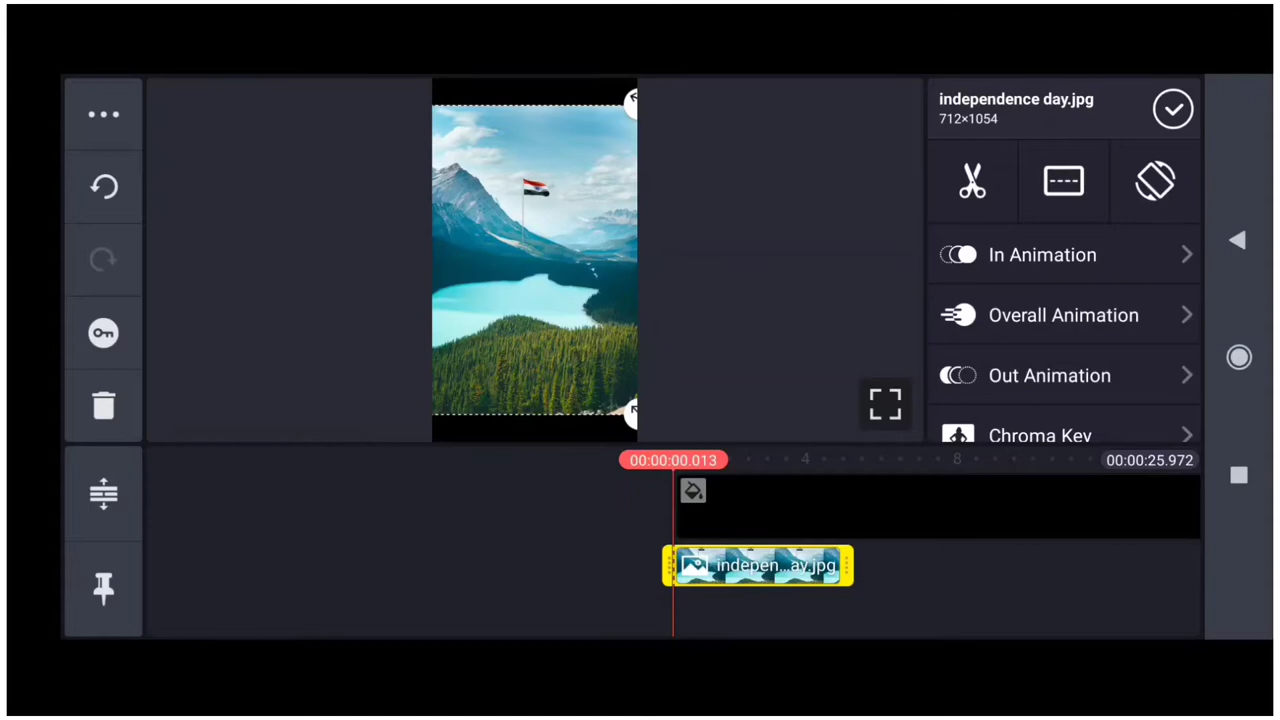 independence day.jpg
712×1054
In Animation
Overall Animation
Out Animation
Chroma Key
00:00:00.013
4
8
00:00:25.972
indepen...ay.jpg